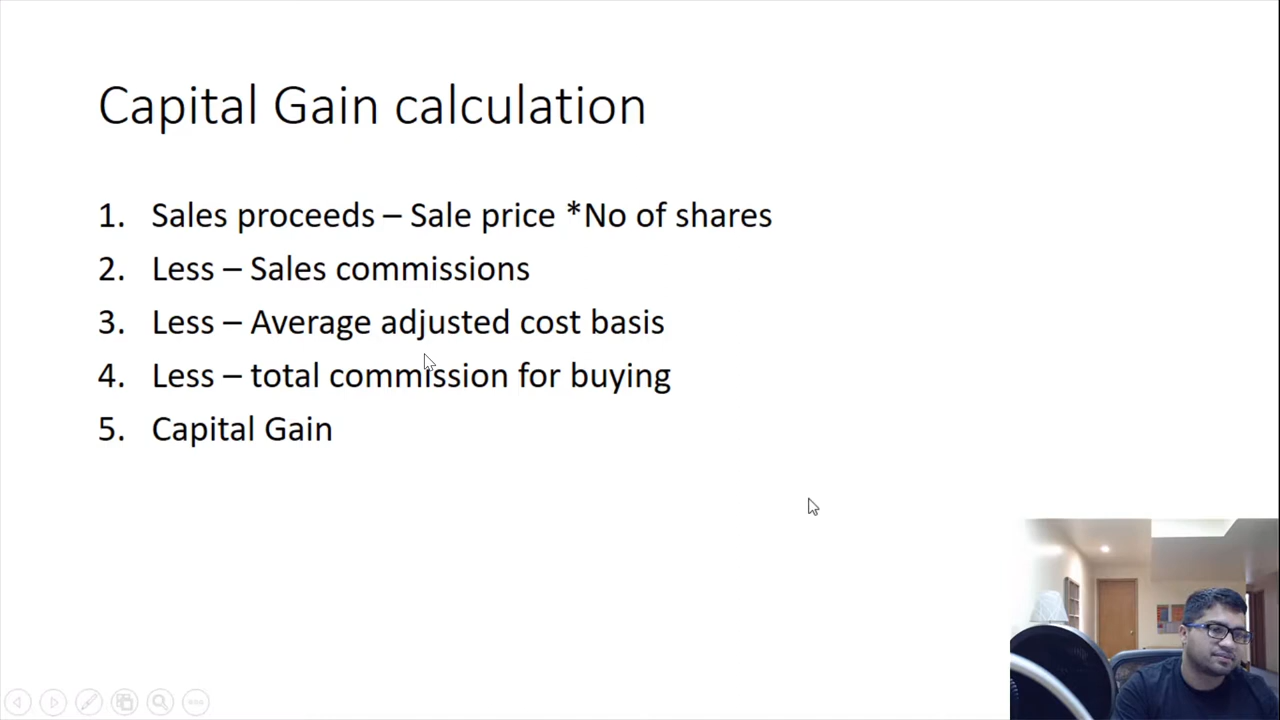 Capital Gain calculation
1. Sales proceeds – Sale price *No of shares
2. Less – Sales commissions
3. Less – Average adjusted cost basis
4. Less – total commission for buying
5. Capital Gain